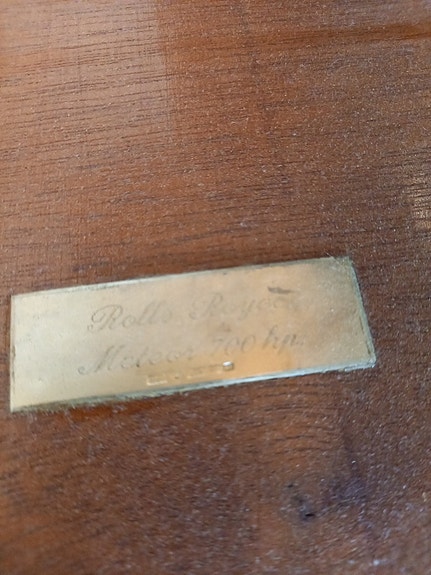 Rolls Royce
Meteor 700 hp.